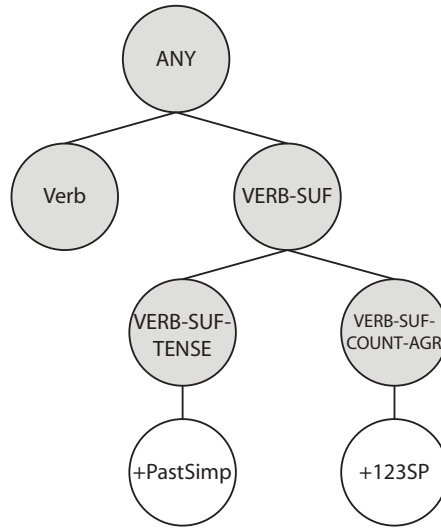 ANY
Verb
VERB-SUF
VERB-SUF-
TENSE
VERB-SUF-
COUNT-AGR
+PastSimp
+123SP